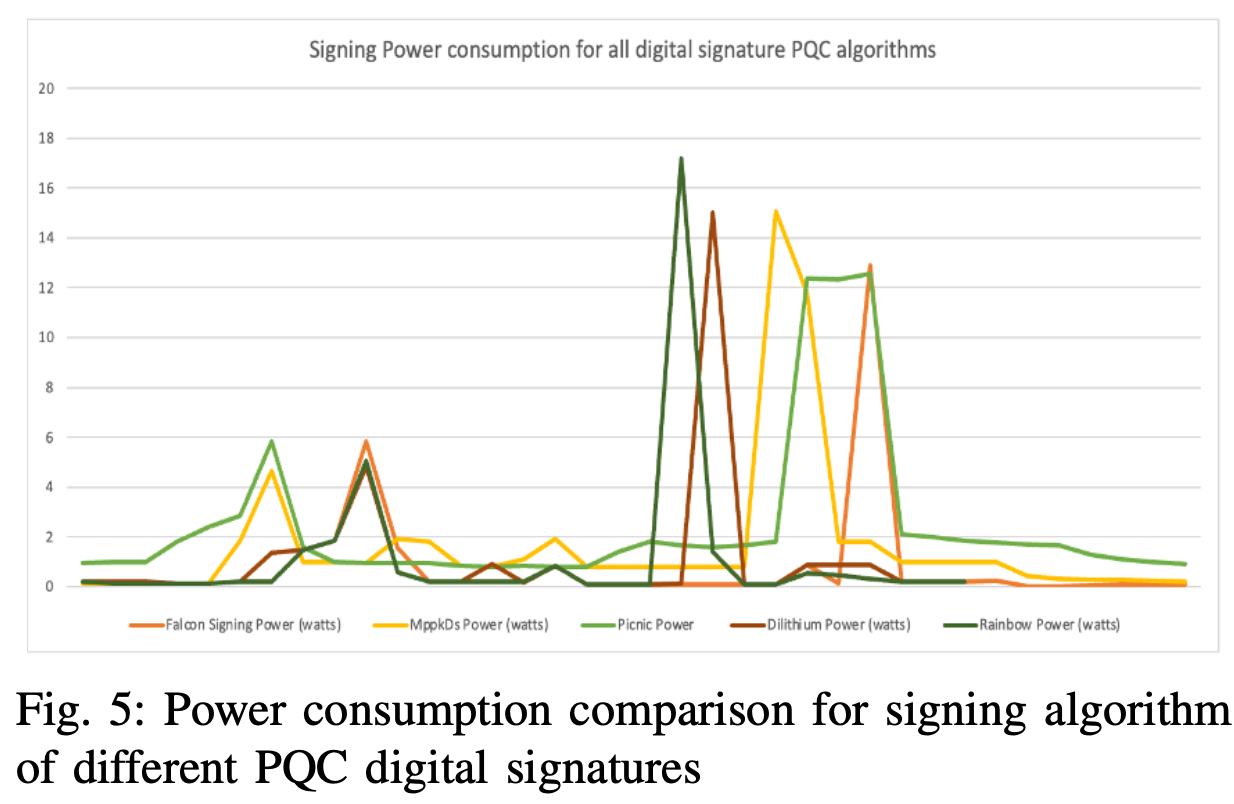 Signing Power consumption for all digital signature PQC algorithms
20
18
16
14
12
10
8
6
4
2
0
Falcon Signing Power (watts) MppkDs Power (watts) Picnic Power Dilithium Power (watts) Rainbow Power (watts)
Fig. 5: Power consumption comparison for signing algorithm
of different PQC digital signatures